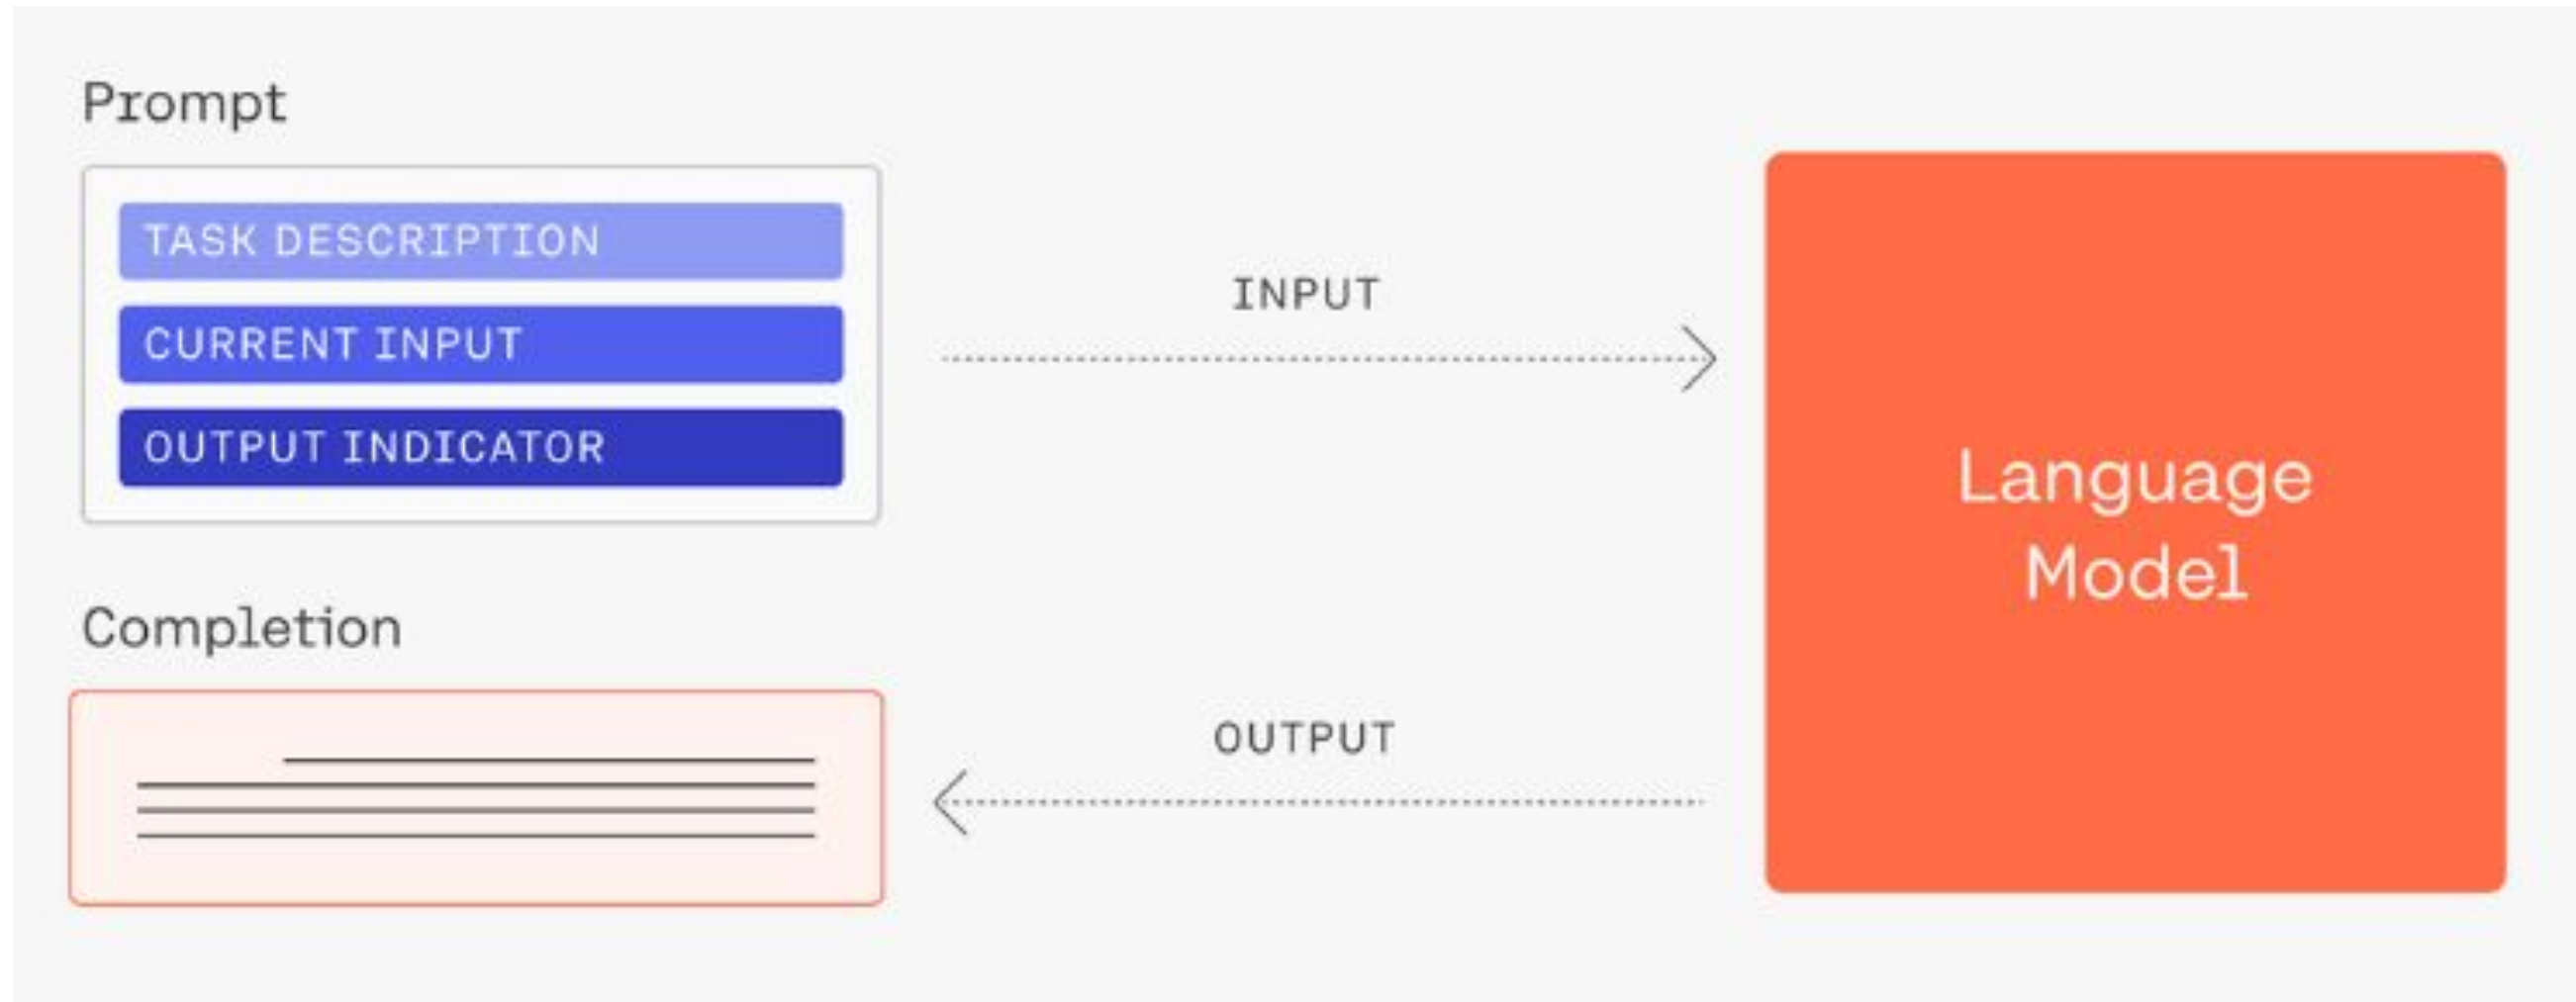 Prompt
TASK DESCRIPTION
CURRENT INPUT
OUTPUT INDICATOR
INPUT
Language
Model
Completion
OUTPUT